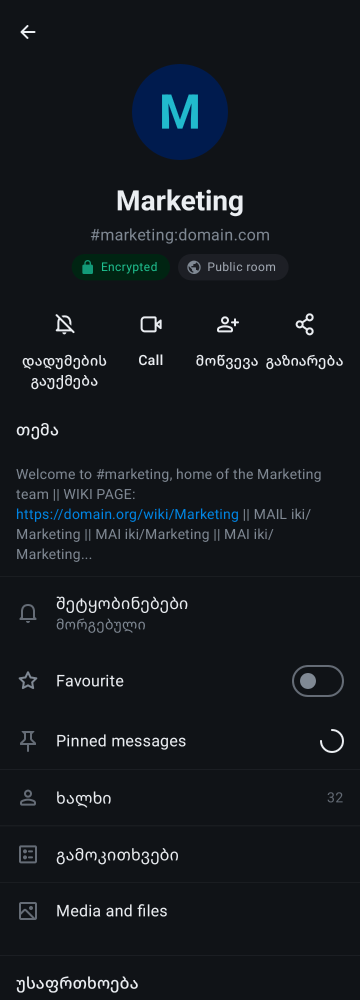 M
Marketing
#marketing:domain.com
Encrypted
Public room
დადუმების
გაუქმება
Call
მოწვევა
გაზიარება
თემა
Welcome to #marketing, home of the Marketing
team || WIKI PAGE:
https://domain.org/wiki/Marketing || MAIL iki/
Marketing || MAI iki/Marketing || MAI iki/
Marketing...
შეტყობინებები
მორგებული
Favourite
Pinned messages
ხალხი
32
გამოკითხვები
Media and files
უსაფრთხოება